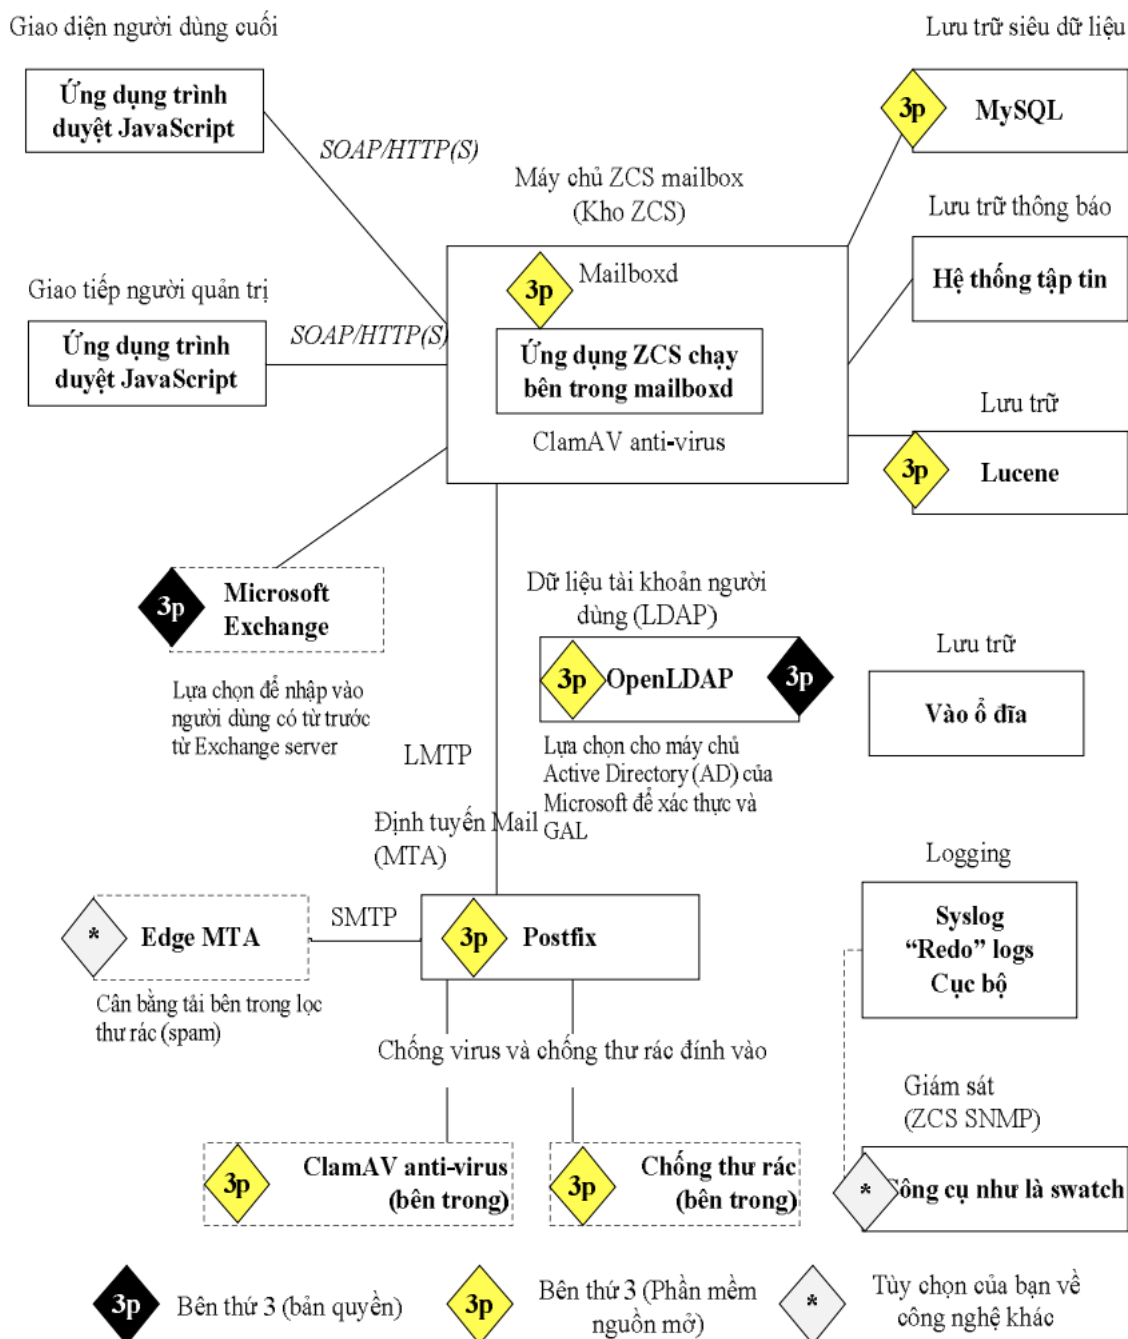 Giao diện người dùng cuối
Lưu trữ siêu dữ liệu
Ứng dụng trình
duyệt JavaScript
3p
MySQL
SOAP/HTTP(S)
Máy chủ ZCS mailbox
(Kho ZCS)
Lưu trữ thông báo
Hệ thống tập tin
Giao tiếp người quản trị
3p
Mailboxd
Ứng dụng trình
duyệt JavaScript
SOAP/HTTP(S)
Ứng dụng ZCS chạy
bên trong mailboxd
Lưu trữ
ClamAV anti-virus
3p
Lucene
3p
Microsoft
Exchange
Dữ liệu tài khoản người
dùng (LDAP)
Lưu trữ
3p
OpenLDAP
3p
Vào ổ đĩa
Lựa chọn để nhập vào
người dùng có từ trước
từ Exchange server
LMTP
Lựa chọn cho máy chủ
Active Directory (AD) của
Microsoft để xác thực và
GAL
Định tuyến Mail
(MTA)
Logging
Syslog
“Redo” logs
Cục bộ
*
Edge MTA
SMTP
3p
Postfix
Cân bằng tải bên trong lọc
thư rác (spam)
Chống virus và chống thư rác đính vào
Giám sát
(ZCS SNMP)
3p
ClamAV anti-virus
(bên trong)
3p
Chống thư rác
(bên trong)
*
Công cụ như là swatch
3p
Bên thứ 3 (bản quyền)
3p
Bên thứ 3 (Phần mềm
nguồn mở)
*
Tùy chọn của bạn về
công nghệ khác